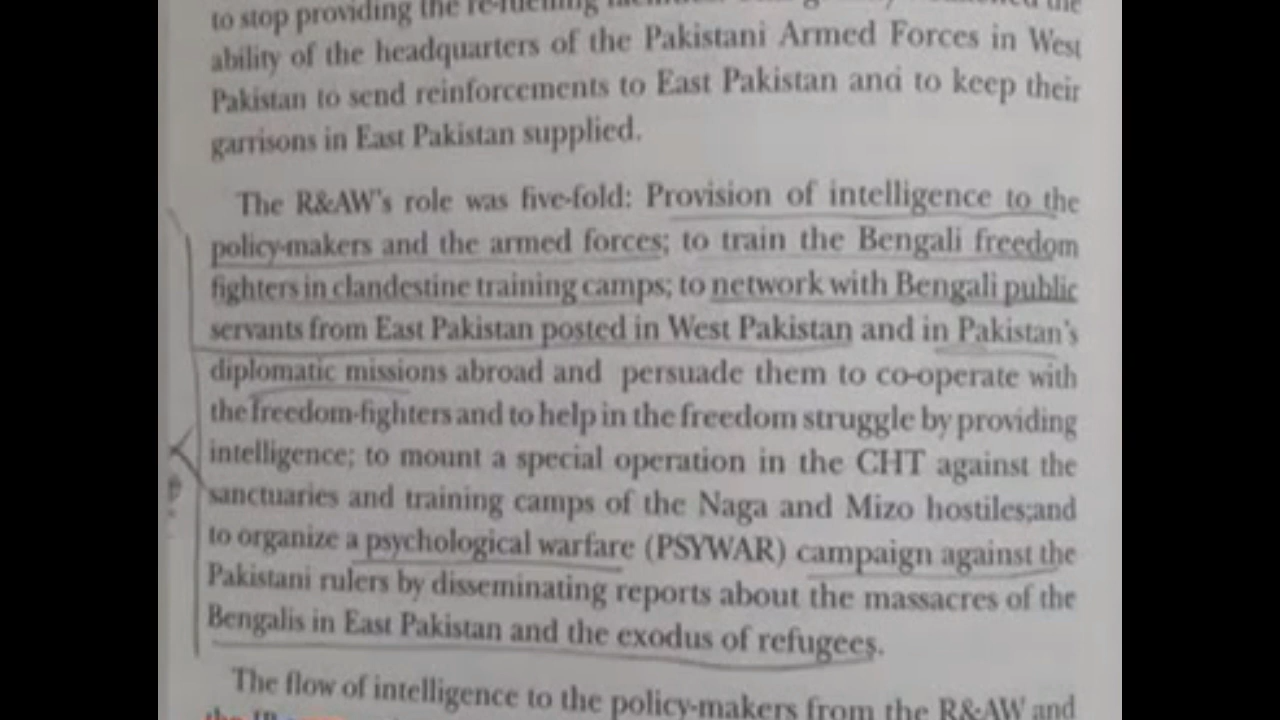 to stop providing the re-fuelling
ability of the headquarters of the Pakistani Armed Forces in West
Pakistan to send reinforcements to East Pakistan and to keep their
garrisons in East Pakistan supplied.
The R&AW's role was five-fold: Provision of intelligence to the
policy-makers and the armed forces; to train the Bengali freedom
fighters in clandestine training camps; to network with Bengali public
servants from East Pakistan posted in West Pakistan and in Pakistan's
diplomatic missions abroad and persuade them to co-operate with
the freedom-fighters and to help in the freedom struggle by providing
intelligence; to mount a special operation in the CHT against the
sanctuaries and training camps of the Naga and Mizo hostiles;and
to organize a psychological warfare (PSYWAR) campaign against the
Pakistani rulers by disseminating reports about the massacres of the
Bengalis in East Pakistan and the exodus of refugees.
The flow of intelligence to the policy-makers from the R&AW and
the IB